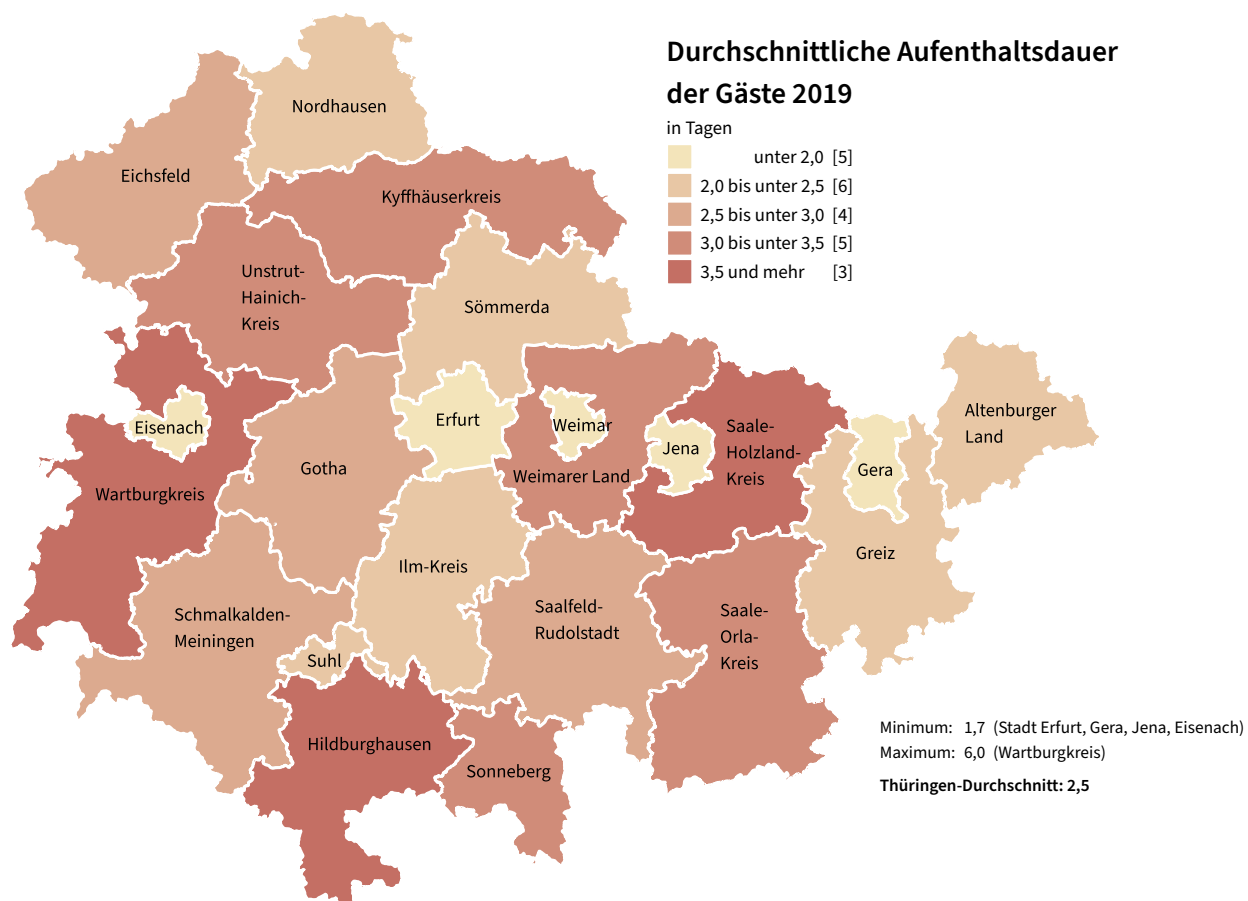 Durchschnittliche Aufenthaltsdauer
der Gäste 2019
in Tagen
unter 2,0 [5]
2,0 bis unter 2,5 [6]
2,5 bis unter 3,0 [4]
3,0 bis unter 3,5 [5]
3,5 und mehr [3]
Nordhausen
Eichsfeld
Kyffhäuserkreis
Unstrut-
Hainich-
Kreis
Sömmerda
Eisenach
Erfurt
Weimar
Jena
Saale-
Holzland-
Kreis
Altenburger
Land
Gera
Gotha
Weimarer Land
Wartburgkreis
Greiz
Ilm-Kreis
Schmalkalden-
Meiningen
Saalfeld-
Rudolstadt
Saale-
Orla-
Kreis
Suhl
Hildburghausen
Sonneberg
Minimum: 1,7 (Stadt Erfurt, Gera, Jena, Eisenach)
Maximum: 6,0 (Wartburgkreis)
Thüringen-Durchschnitt: 2,5